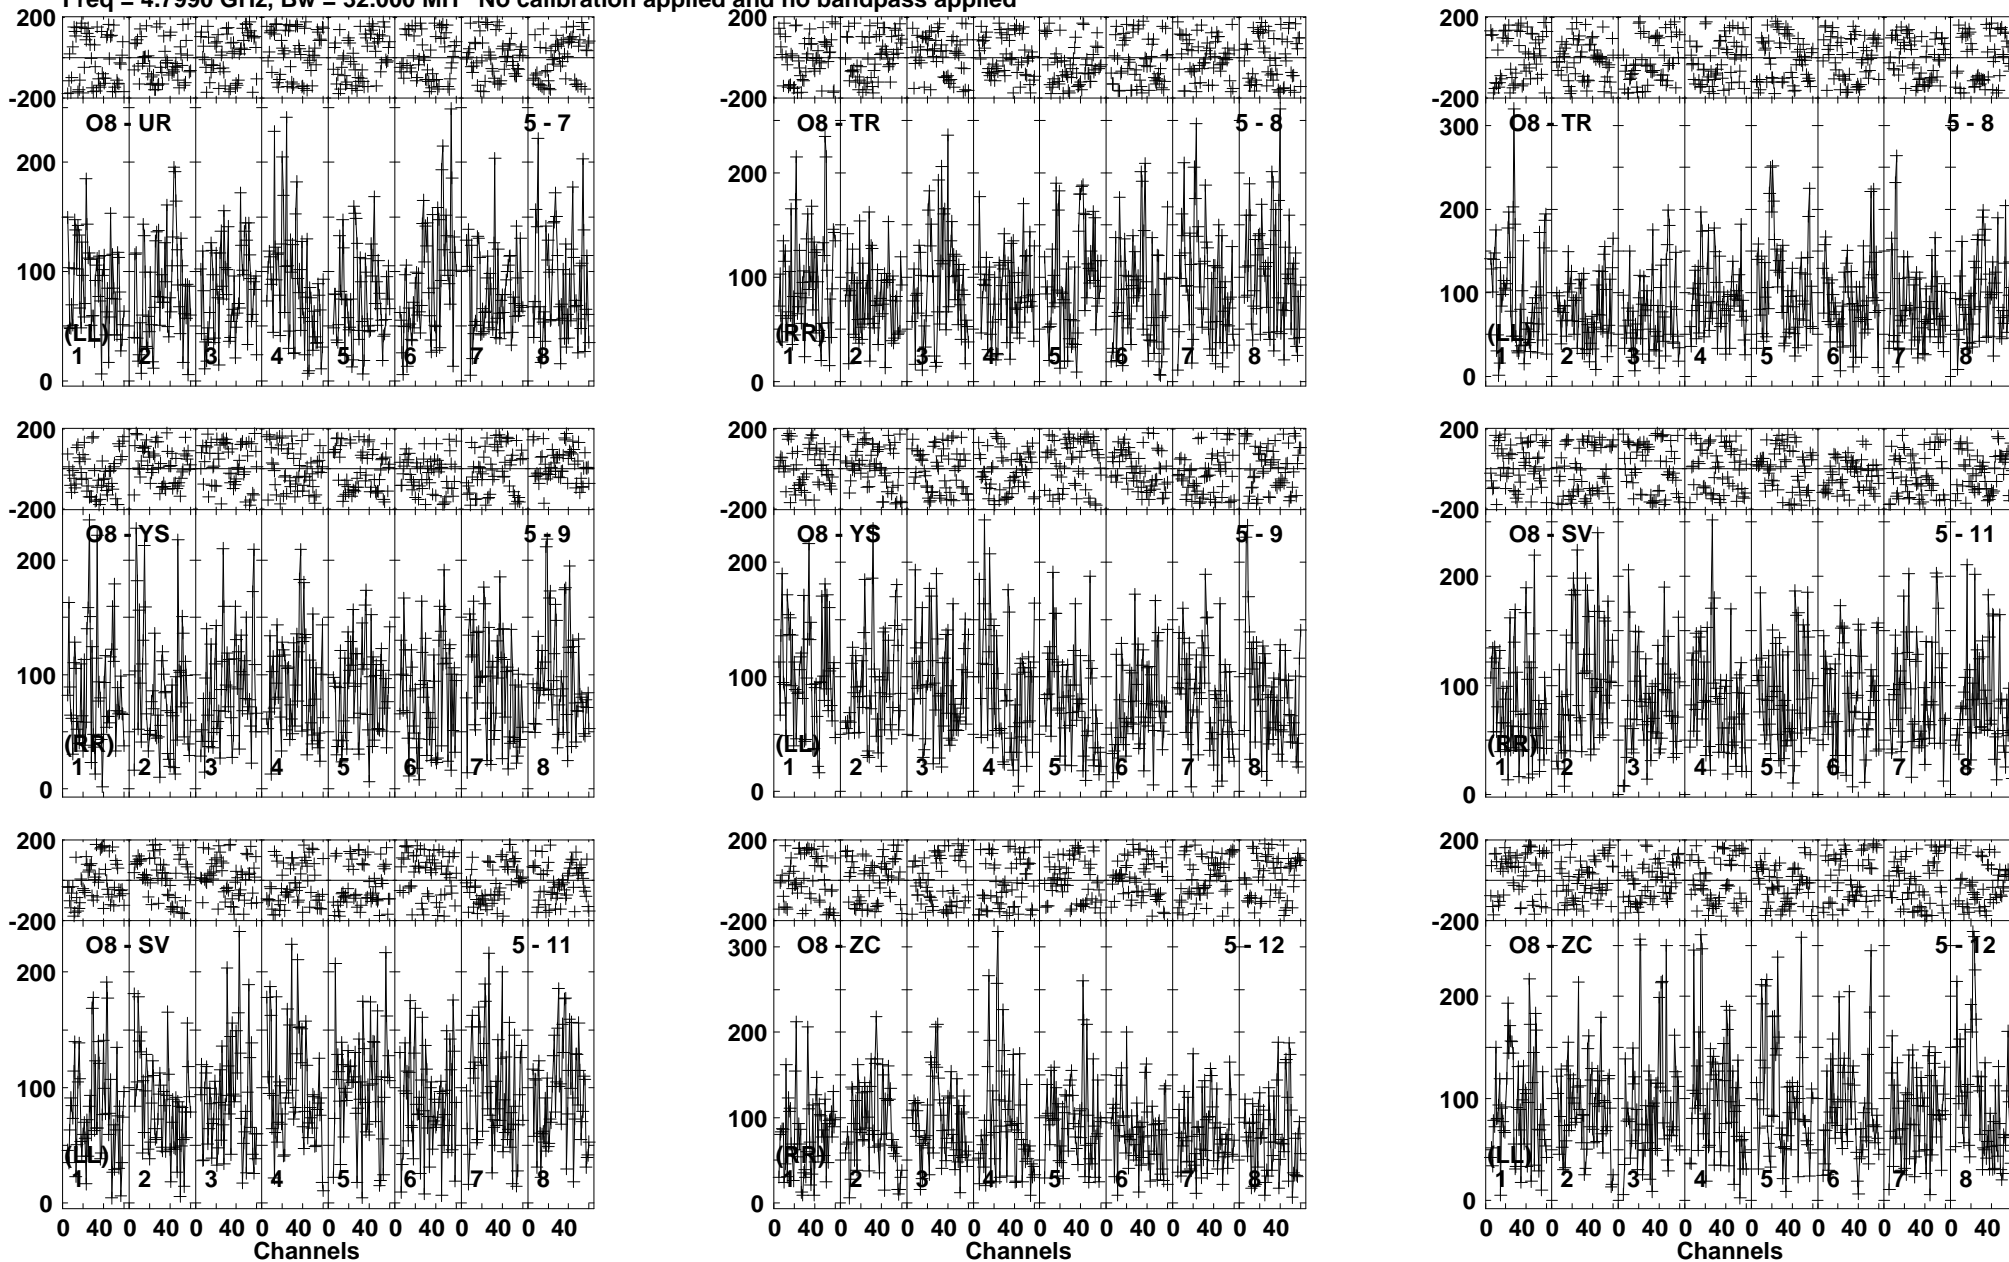 Freq = 4.7990 GHz, Bw = 32.000 MH No calibration applied and no bandpass applied
200 200 200
-200 -200 -200
O8 - UR 5 - 7 O8 - TR 5 - 8 O8 - TR 5 - 8
300
200 200 200
100 100 100
(LL) (RR) (LL)
1 2 3 4 5 6 7 8 1 2 3 4 5 6 7 8 1 2 3 4 5 6 7 8
0 0 0
200 200 200
-200 -200 -200
O8 - YS 5 - 9 O8 - YS 5 - 9 O8 - SV 5 - 11
200 200 200
100 100 100
(RR) (LL) (RR)
1 2 3 4 5 6 7 8 1 2 3 4 5 6 7 8 1 2 3 4 5 6 7 8
0 0 0
200 200 200
-200 -200 -200
O8 - SV 5 - 11 O8 - ZC 5 - 12 O8 - ZC 5 - 12
300
200 200 200
100 100 100
(LL) (RR) (LL)
1 2 3 4 5 6 7 8 1 2 3 4 5 6 7 8 1 2 3 4 5 6 7 8
0 0 0
0 40 0 40 0 40 0 40 0 40 0 40 0 40 0 40 0 40 0 40 0 40 0 40 0 40 0 40 0 40 0 40 0 40 0 40 0 40 0 40 0 40 0 40 0 40 0 40
Channels Channels Channels